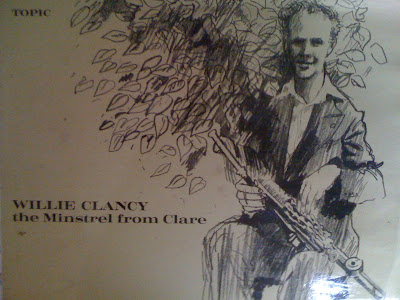 TOPIC
WILLIE CLANCY
the Minstrel from Clare